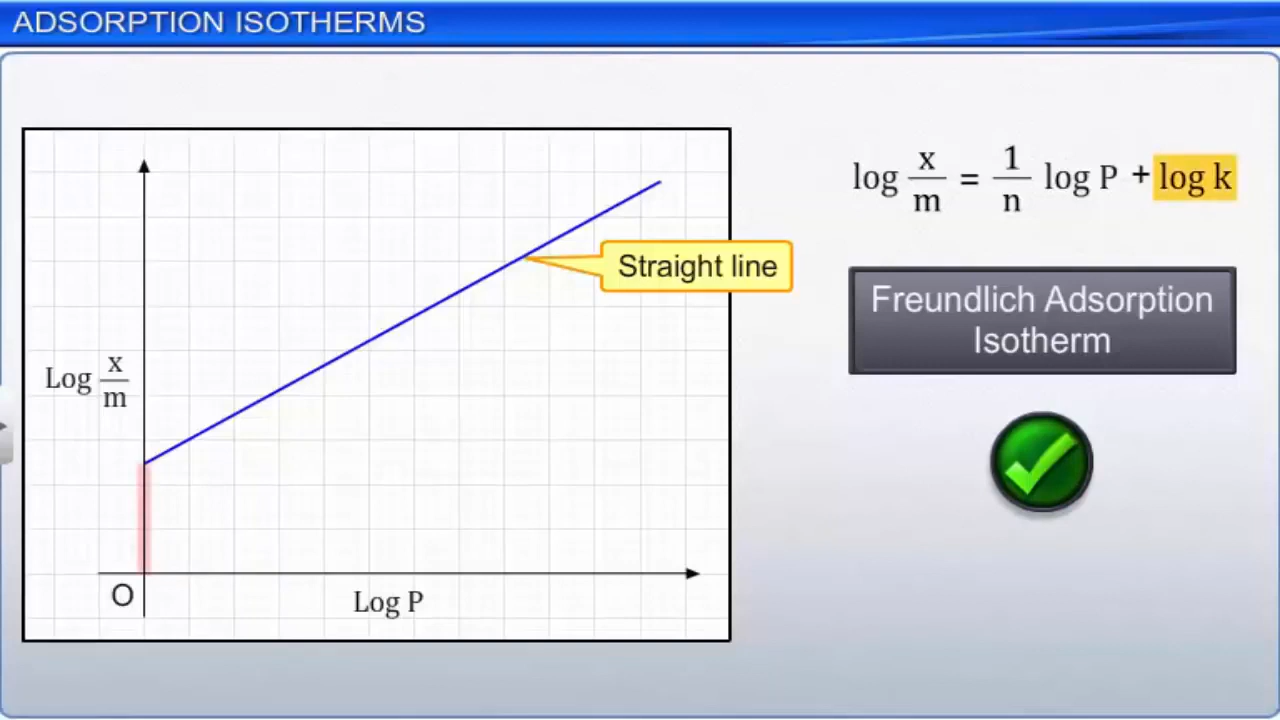 ADSORPTION ISOTHERMS
log x/m = 1/n log P + log k
Straight line
Freundlich Adsorption
Isotherm
Log x/m
O
Log P